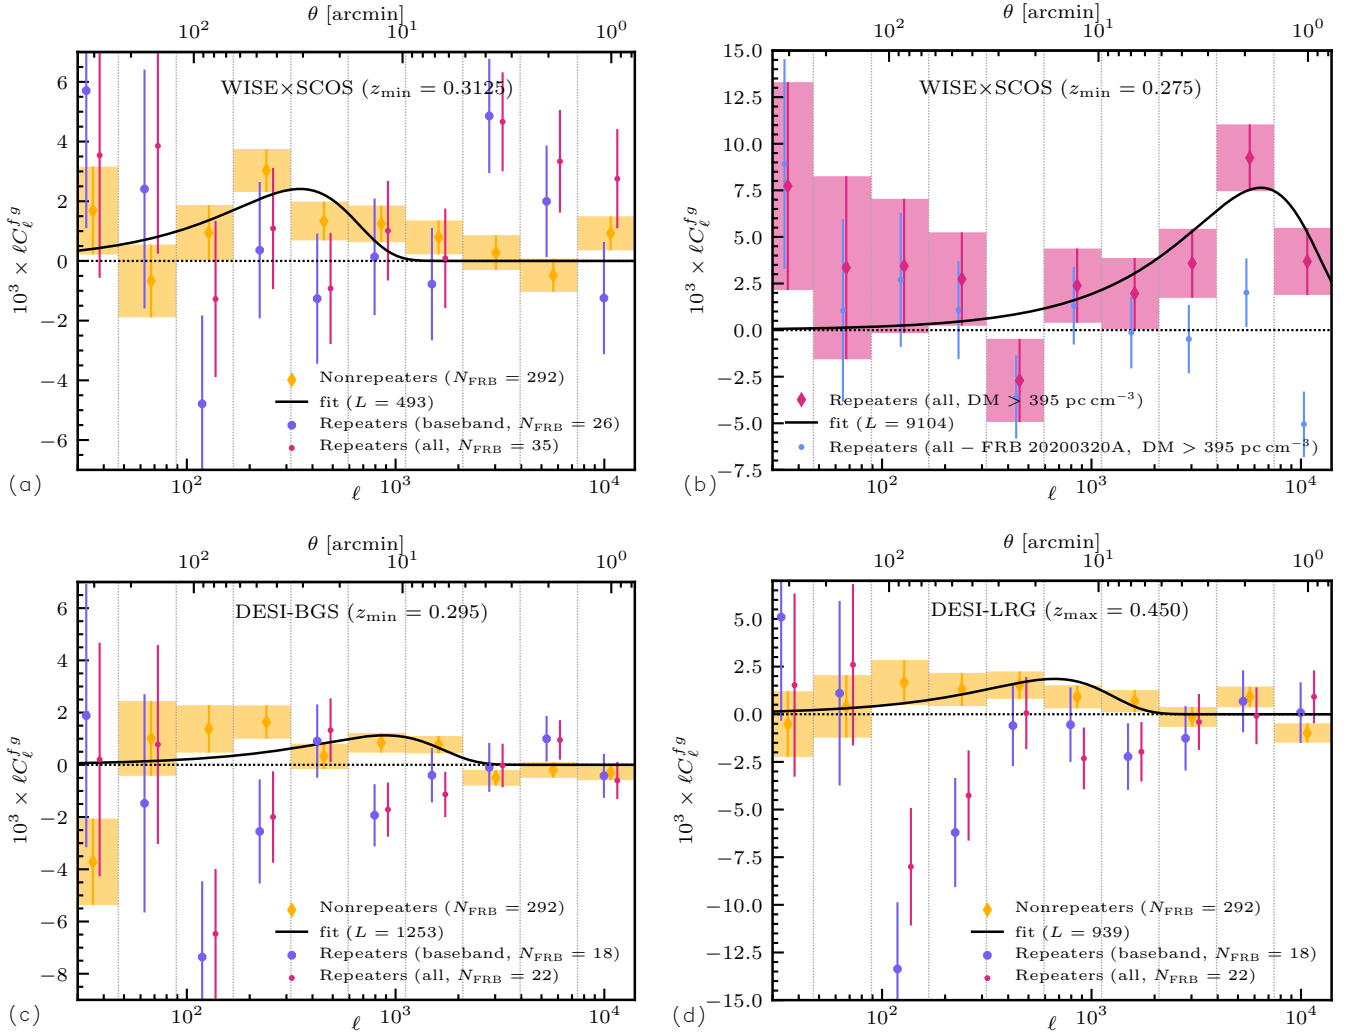 θ [arcmin]
10² 10¹ 10⁰
WISE×SCOS (z_min = 0.3125)
10³ × ℓC_ℓ^{fg}
6
4
2
0
−2
−4
−6
Nonrepeaters (N_FRB = 292)
fit (L = 493)
Repeaters (baseband, N_FRB = 26)
Repeaters (all, N_FRB = 35)
10² 10³ 10⁴
ℓ
(a)
θ [arcmin]
10² 10¹ 10⁰
WISE×SCOS (z_min = 0.275)
10³ × ℓC_ℓ^{fg}
15.0
12.5
10.0
7.5
5.0
2.5
0.0
−2.5
−5.0
−7.5
Repeaters (all, DM > 395 pc cm⁻³)
fit (L = 9104)
Repeaters (all − FRB 20200320A, DM > 395 pc cm⁻³)
10² 10³ 10⁴
ℓ
(b)
θ [arcmin]
10² 10¹ 10⁰
DESI-BGS (z_min = 0.295)
10³ × ℓC_ℓ^{fg}
6
4
2
0
−2
−4
−6
−8
Nonrepeaters (N_FRB = 292)
fit (L = 1253)
Repeaters (baseband, N_FRB = 18)
Repeaters (all, N_FRB = 22)
10² 10³ 10⁴
ℓ
(c)
θ [arcmin]
10² 10¹ 10⁰
DESI-LRG (z_max = 0.450)
10³ × ℓC_ℓ^{fg}
5.0
2.5
0.0
−2.5
−5.0
−7.5
−10.0
−12.5
−15.0
Nonrepeaters (N_FRB = 292)
fit (L = 939)
Repeaters (baseband, N_FRB = 18)
Repeaters (all, N_FRB = 22)
10² 10³ 10⁴
ℓ
(d)